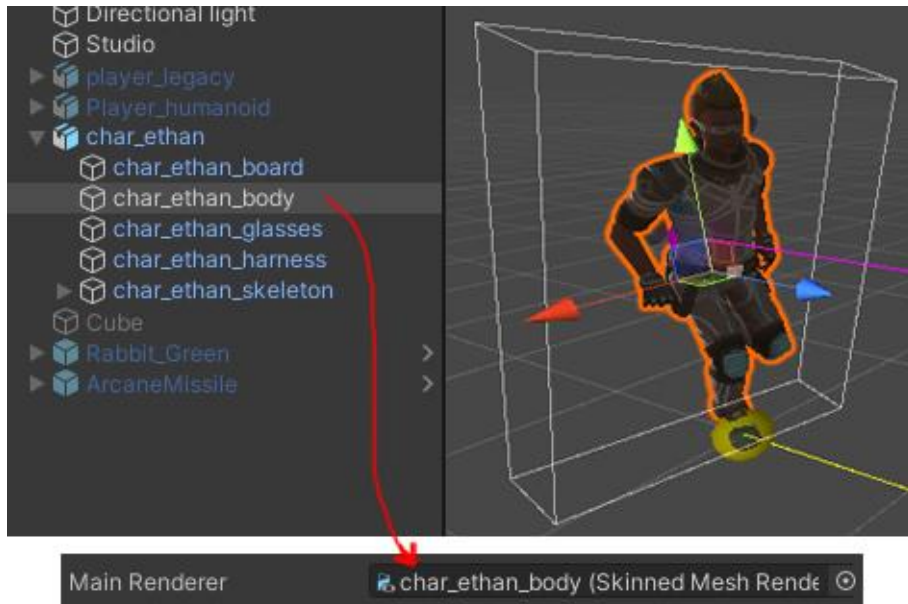 Directional light
Studio
player_legacy
Player_humanoid
char_ethan
char_ethan_board
char_ethan_body
char_ethan_glasses
char_ethan_harness
char_ethan_skeleton
Cube
Rabbit_Green
ArcaneMissile
Main Renderer char_ethan_body (Skinned Mesh Rende